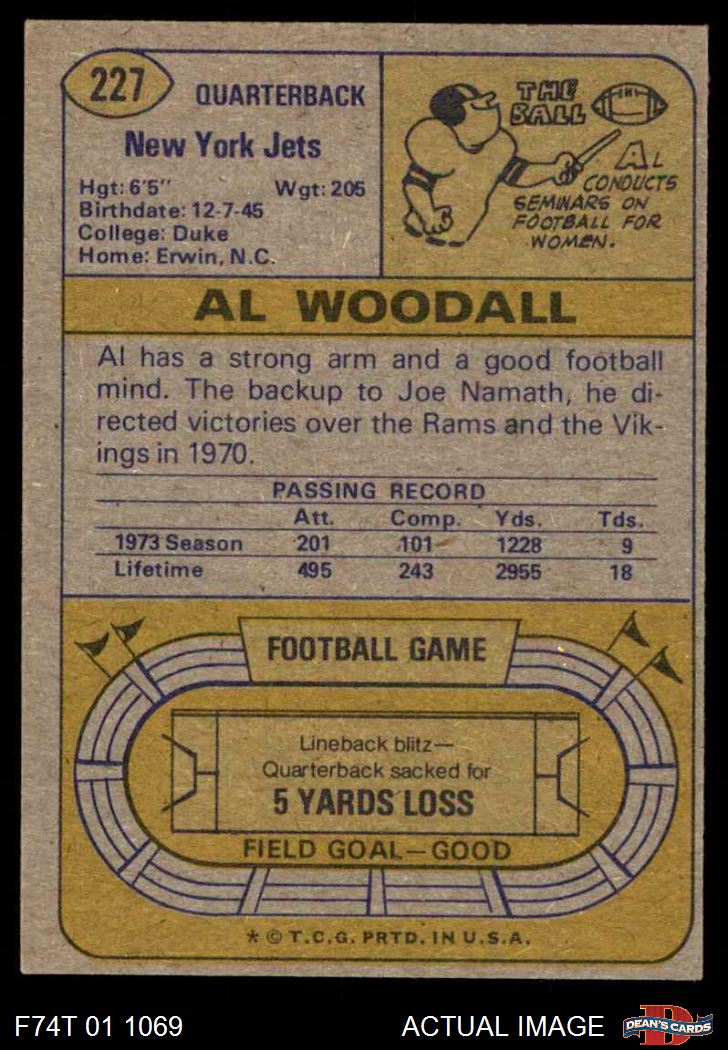 227
QUARTERBACK
New York Jets
Hgt: 6'5" Wgt: 205
Birthdate: 12-7-45
College: Duke
Home: Erwin, N.C.
THE
BALL
AL
CONDUCTS
SEMINARS ON
FOOTBALL FOR
WOMEN.
AL WOODALL
Al has a strong arm and a good football
mind. The backup to Joe Namath, he di-
rected victories over the Rams and the Vik-
ings in 1970.
PASSING RECORD
Att. Comp. Yds. Tds.
1973 Season 201 101 1228 9
Lifetime 495 243 2955 18
FOOTBALL GAME
Lineback blitz—
Quarterback sacked for
5 YARDS LOSS
FIELD GOAL—GOOD
* © T.C.G. PRTD. IN U.S.A.
F74T 01 1069 ACTUAL IMAGE DEAN'S CARDS